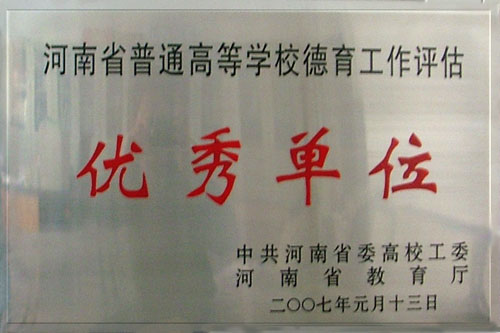 河南省普通高等学校德育工作评估
优秀单位
中共河南省委高校工委
河南省教育厅
二〇〇七年元月十三日